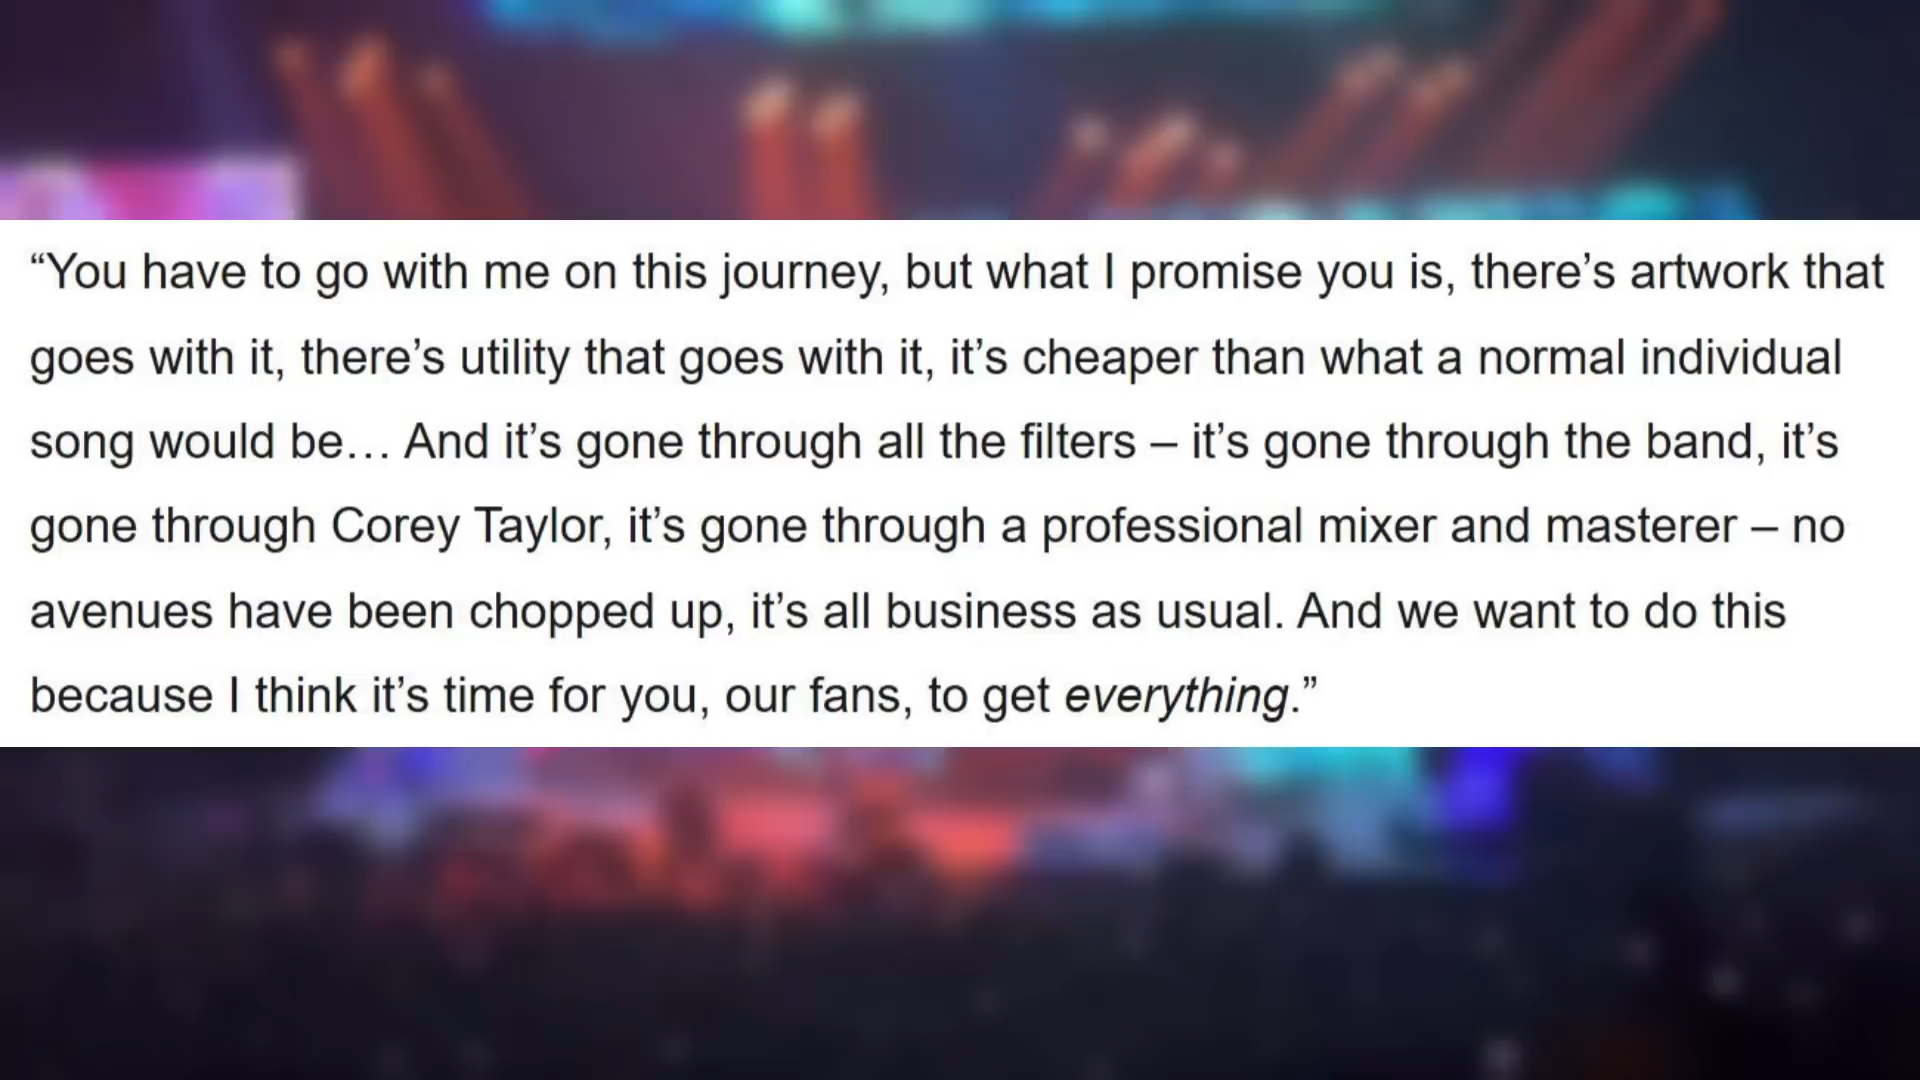 “You have to go with me on this journey, but what I promise you is, there’s artwork that
goes with it, there’s utility that goes with it, it’s cheaper than what a normal individual
song would be… And it’s gone through all the filters – it’s gone through the band, it’s
gone through Corey Taylor, it’s gone through a professional mixer and masterer – no
avenues have been chopped up, it’s all business as usual. And we want to do this
because I think it’s time for you, our fans, to get everything.”